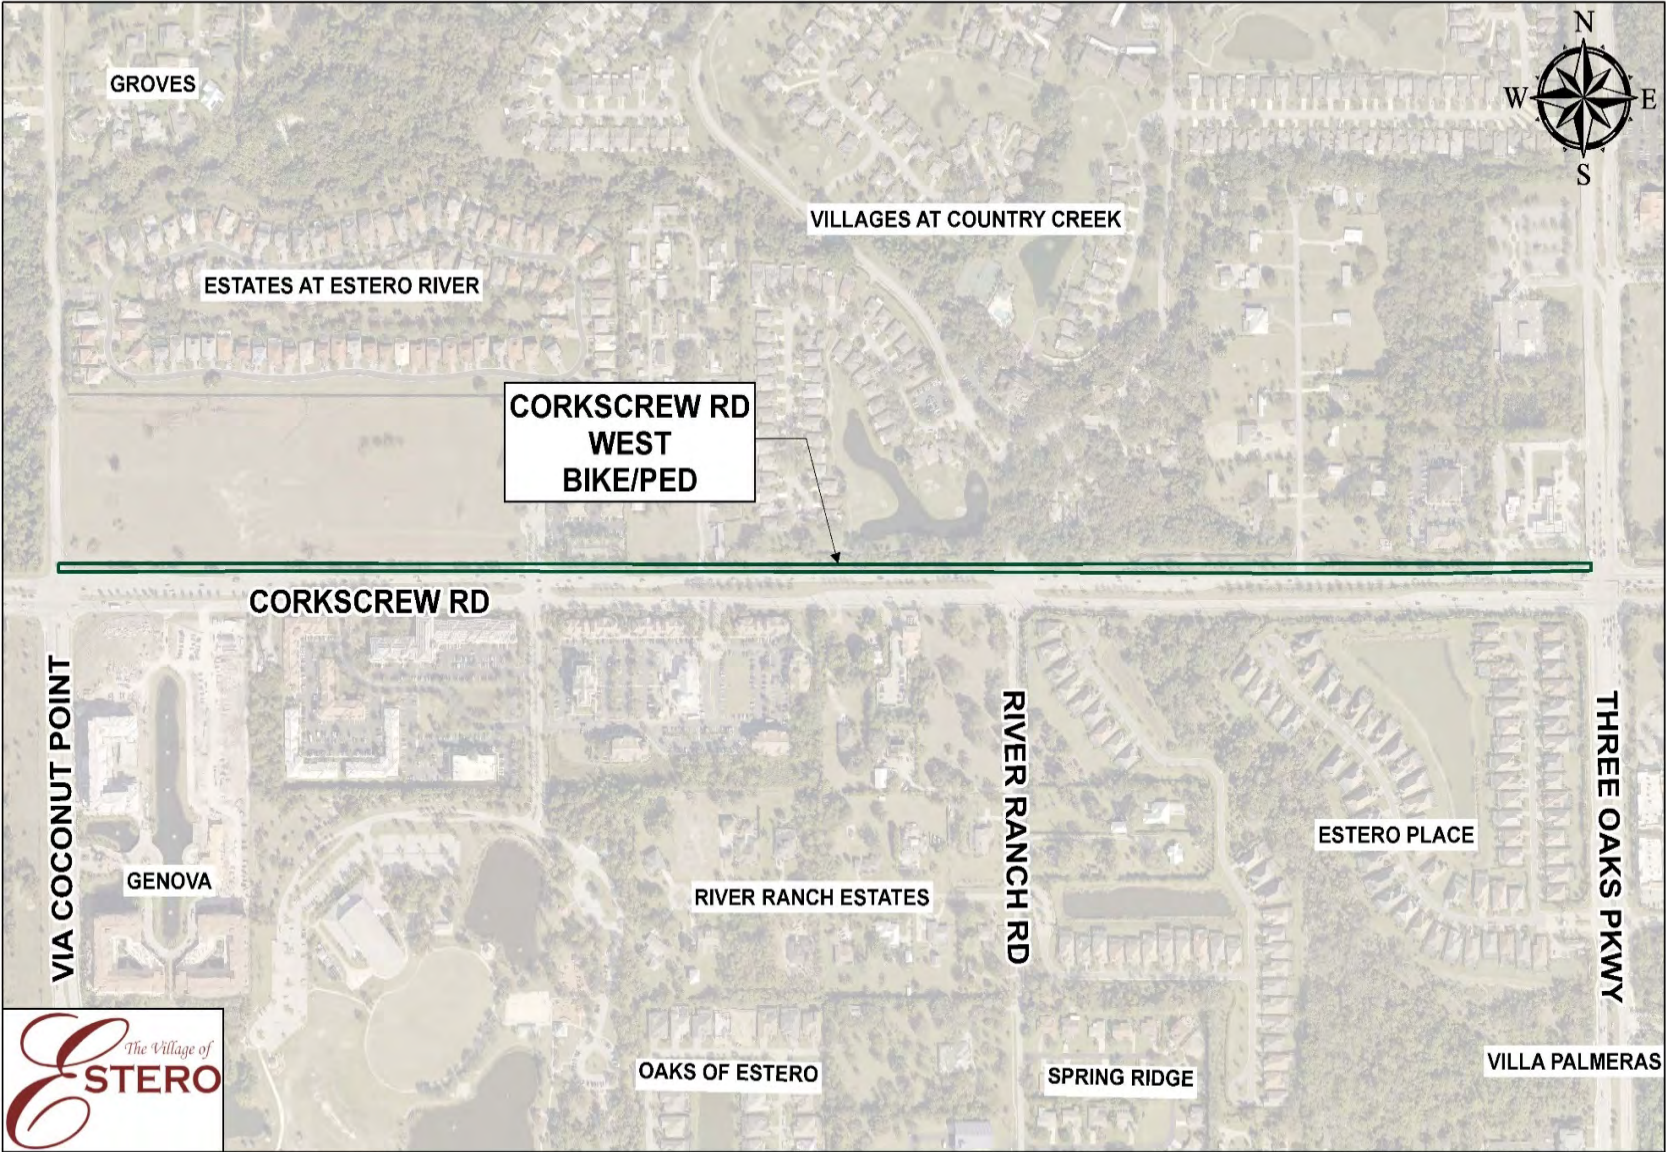 N
GROVES
W
E
S
VILLAGES AT COUNTRY CREEK
ESTATES AT ESTERO RIVER
CORKSCREW RD
WEST
BIKE/PED
CORKSCREW RD
VIA COCONUT POINT
RIVER RANCH RD
THREE OAKS PKWY
ESTERO PLACE
GENOVA
RIVER RANCH ESTATES
The Village of
ESTERO
OAKS OF ESTERO
SPRING RIDGE
VILLA PALMERAS